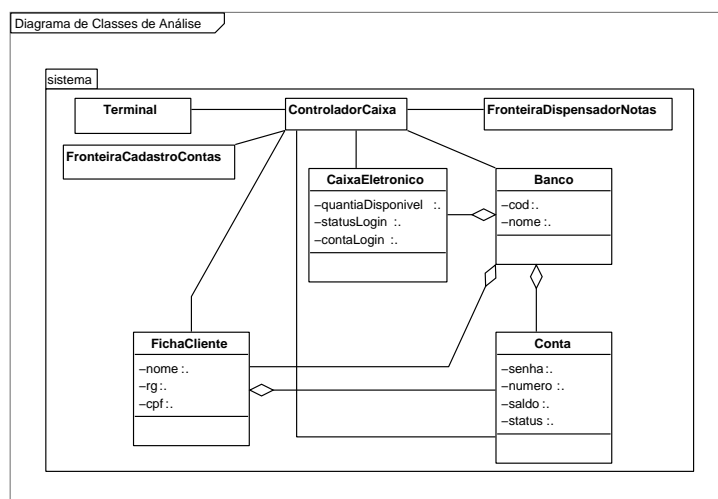 Diagrama de Classes de Análise
sistema
Terminal
ControladorCaixa
FronteiraDispensadorNotas
FronteiraCadastroContas
CaixaEletronico
−quantiaDisponivel :.
−statusLogin :.
−contaLogin :.
Banco
−cod :.
−nome :.
FichaCliente
−nome :.
−rg :.
−cpf :.
Conta
−senha :.
−numero :.
−saldo :.
−status :.